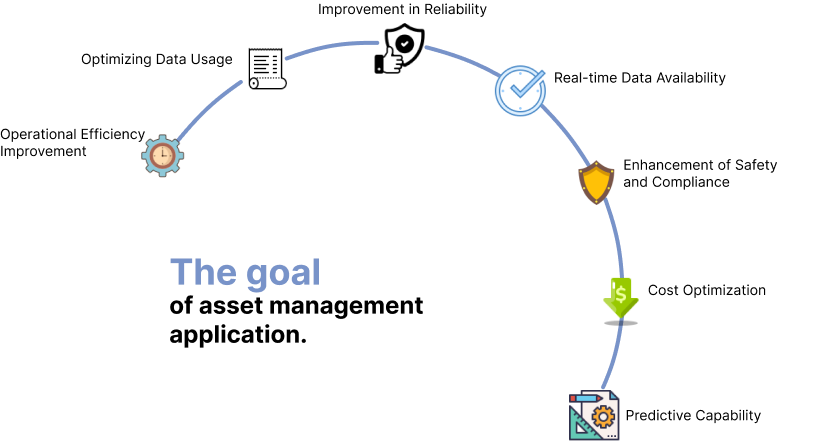 Improvement in Reliability
Optimizing Data Usage
Real-time Data Availability
Operational Efficiency
Improvement
Enhancement of Safety
and Compliance
The goal
of asset management
application.
$
Cost Optimization
Predictive Capability